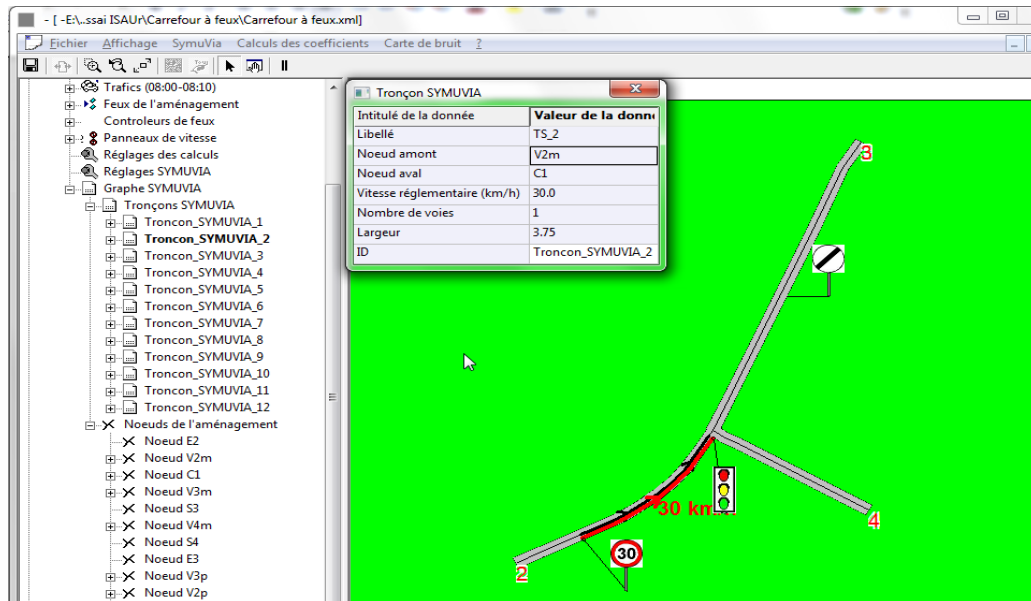 - [ -E:\..ssai ISAUr\Carrefour à feux\Carrefour à feux.xml]
Eichier Affichage SymuVia Calculs des coefficients Carte de bruit ?
Trafics (08:00-08:10)
Feux de l'aménagement
Controleurs de feux
Panneaux de vitesse
Réglages des calculs
Réglages SYMUVIA
Graphe SYMUVIA
Tronçons SYMUVIA
Troncon_SYMUVIA_1
Troncon_SYMUVIA_2
Troncon_SYMUVIA_3
Troncon_SYMUVIA_4
Troncon_SYMUVIA_5
Troncon_SYMUVIA_6
Troncon_SYMUVIA_7
Troncon_SYMUVIA_8
Troncon_SYMUVIA_9
Troncon_SYMUVIA_10
Troncon_SYMUVIA_11
Troncon_SYMUVIA_12
Noeuds de l'aménagement
Noeud E2
Noeud V2m
Noeud C1
Noeud V3m
Noeud S3
Noeud V4m
Noeud S4
Noeud E3
Noeud V3p
Noeud V2p
Tronçon SYMUVIA
Intitulé de la donnée Valeur de la donn
Libellé TS_2
Noeud amont V2m
Noeud aval C1
Vitesse réglementaire (km/h) 30.0
Nombre de voies 1
Largeur 3.75
ID Troncon_SYMUVIA_2
3
30 km
4
30
2